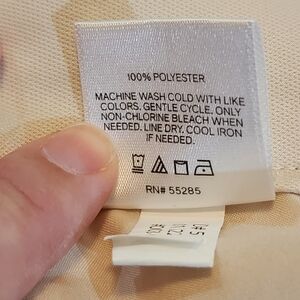 100% POLYESTER
MACHINE WASH COLD WITH LIKE
COLORS. GENTLE CYCLE. ONLY
NON-CHLORINE BLEACH WHEN
NEEDED. LINE DRY. COOL IRON
IF NEEDED.
RN# 55285